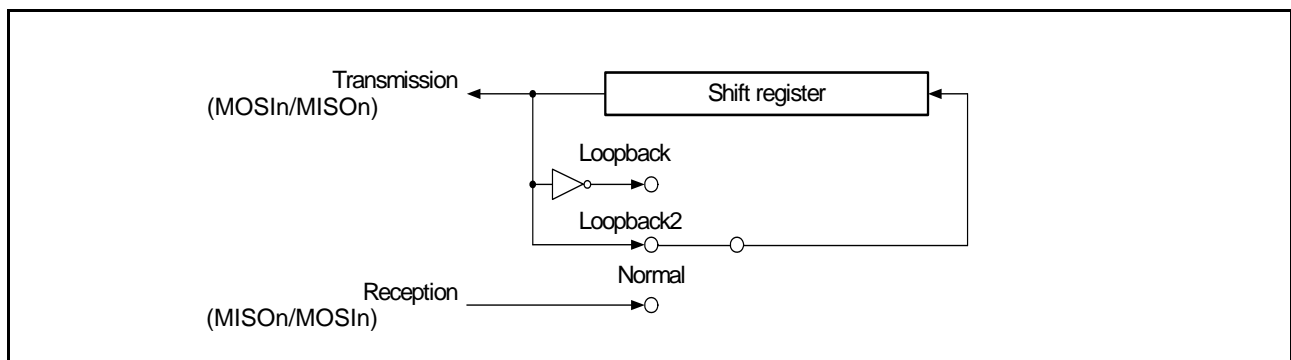 Transmission
(MOSIn/MISOn)
Shift register
Loopback
Loopback2
Normal
Reception
(MISOn/MOSIn)